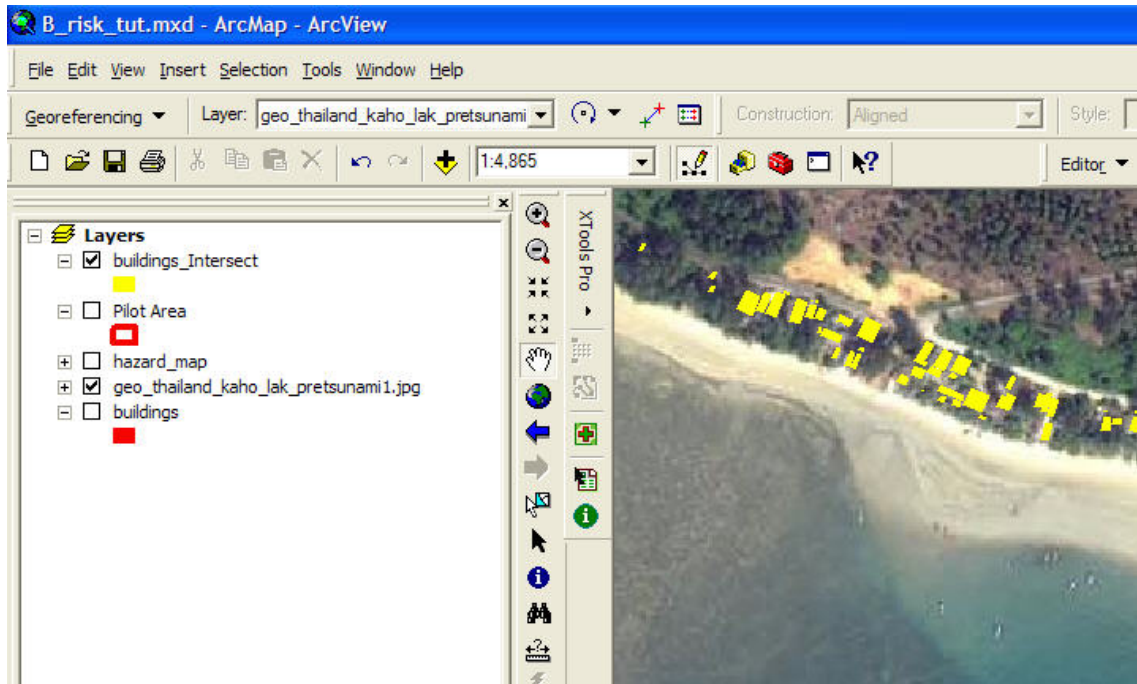 B_risk_tut.mxd - ArcMap - ArcView
File Edit View Insert Selection Tools Window Help
Georeferencing Layer: geo_thailand_kaho_lak_pretsunami Construction: Aligned Style:
1:4,865 Editor
Layers
buildings_Intersect
Pilot Area
hazard_map
geo_thailand_kaho_lak_pretsunami1.jpg
buildings
XTools Pro